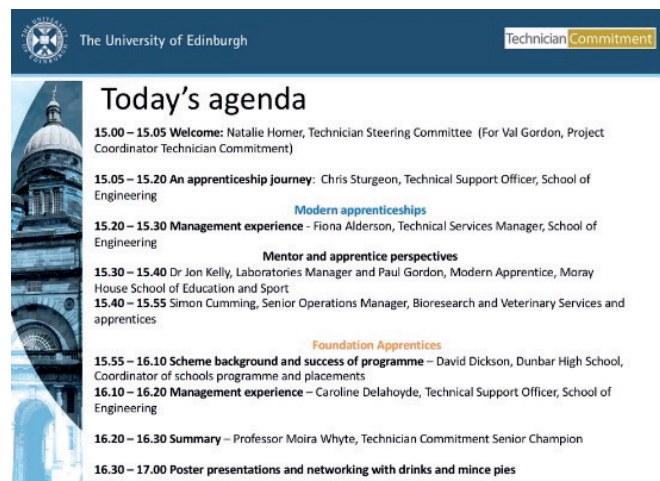 THE UNIVERSITY OF EDINBURGH
The University of Edinburgh
Technician Commitment
Today's agenda
15.00 – 15.05 Welcome: Natalie Homer, Technician Steering Committee (For Val Gordon, Project
Coordinator Technician Commitment)
15.05 – 15.20 An apprenticeship journey: Chris Sturgeon, Technical Support Officer, School of
Engineering
Modern apprenticeships
15.20 – 15.30 Management experience - Fiona Alderson, Technical Services Manager, School of
Engineering
Mentor and apprentice perspectives
15.30 – 15.40 Dr Jon Kelly, Laboratories Manager and Paul Gordon, Modern Apprentice, Moray
House School of Education and Sport
15.40 – 15.55 Simon Cumming, Senior Operations Manager, Bioresearch and Veterinary Services and
apprentices
Foundation Apprentices
15.55 – 16.10 Scheme background and success of programme – David Dickson, Dunbar High School,
Coordinator of schools programme and placements
16.10 – 16.20 Management experience – Caroline Delahoyde, Technical Support Officer, School of
Engineering
16.20 – 16.30 Summary – Professor Moira Whyte, Technician Commitment Senior Champion
16.30 – 17.00 Poster presentations and networking with drinks and mince pies